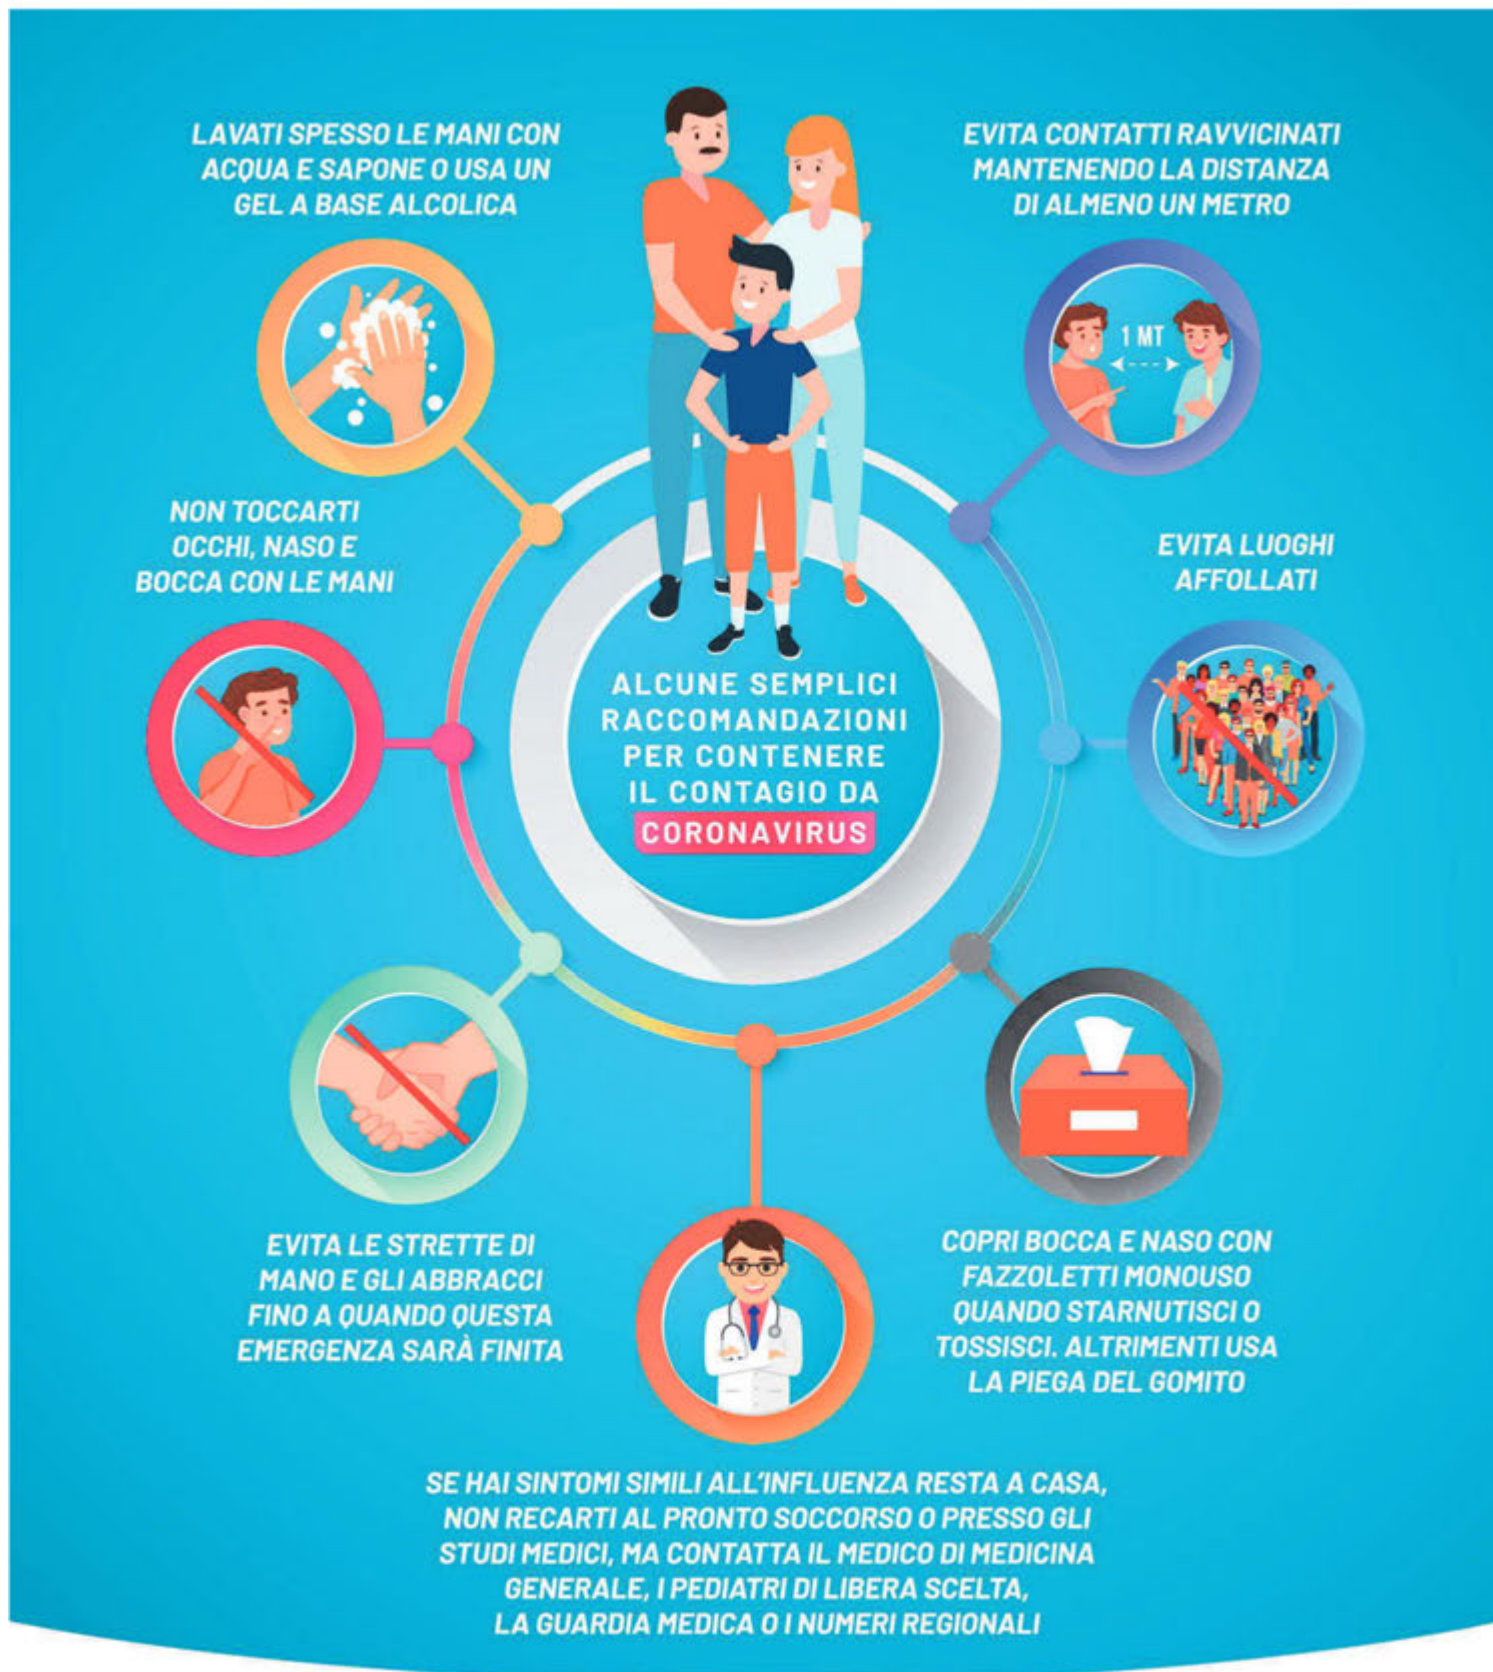 LAVATI SPESSO LE MANI CON
ACQUA E SAPONE O USA UN
GEL A BASE ALCOLICA
EVITA CONTATTI RAVVICINATI
MANTENENDO LA DISTANZA
DI ALMENO UN METRO
1 MT
NON TOCCARTI
OCCHI, NASO E
BOCCA CON LE MANI
EVITA LUOGHI
AFFOLLATI
ALCUNE SEMPLICI
RACCOMANDAZIONI
PER CONTENERE
IL CONTAGIO DA
CORONAVIRUS
EVITA LE STRETTE DI
MANO E GLI ABBRACCI
FINO A QUANDO QUESTA
EMERGENZA SARÀ FINITA
COPRI BOCCA E NASO CON
FAZZOLETTI MONOUSO
QUANDO STARNUTISCI O
TOSSISCI. ALTRIMENTI USA
LA PIEGA DEL GOMITO
SE HAI SINTOMI SIMILI ALL'INFLUENZA RESTA A CASA,
NON RECARTI AL PRONTO SOCCORSO O PRESSO GLI
STUDI MEDICI, MA CONTATTA IL MEDICO DI MEDICINA
GENERALE, I PEDIATRI DI LIBERA SCELTA,
LA GUARDIA MEDICA O I NUMERI REGIONALI